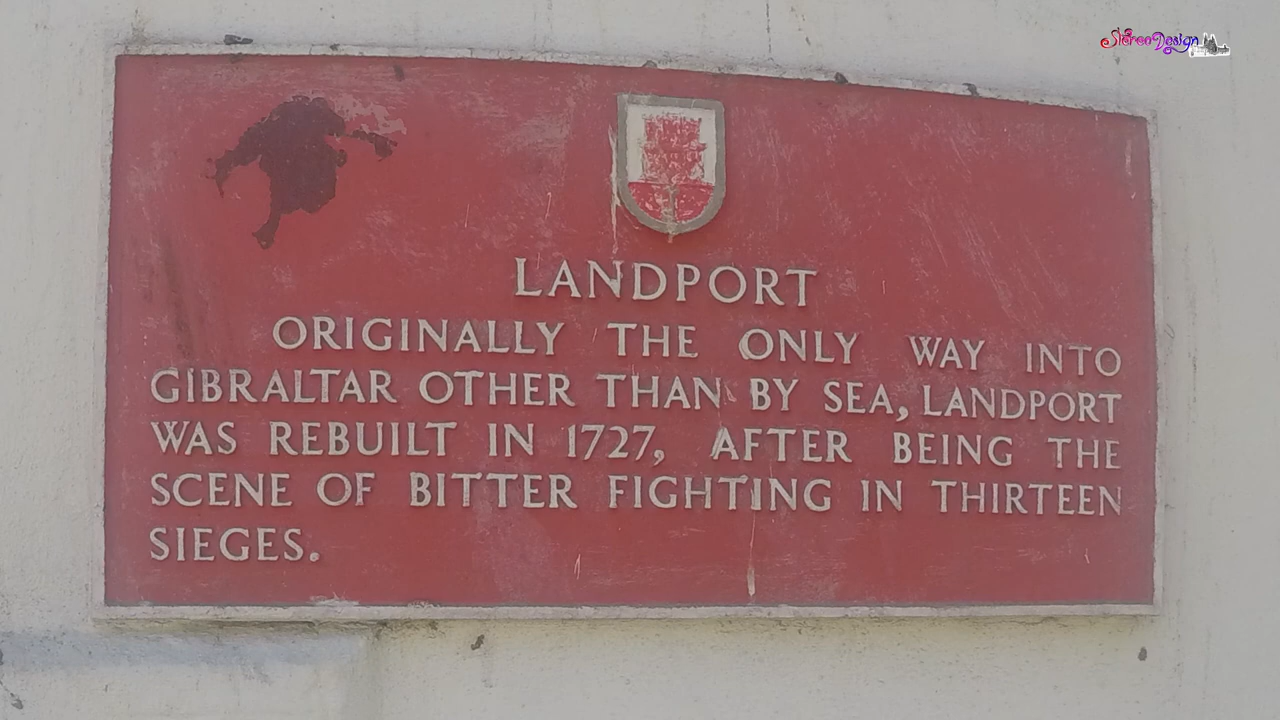 StereoDesign
LANDPORT
ORIGINALLY THE ONLY WAY INTO
GIBRALTAR OTHER THAN BY SEA, LANDPORT
WAS REBUILT IN 1727, AFTER BEING THE
SCENE OF BITTER FIGHTING IN THIRTEEN
SIEGES.